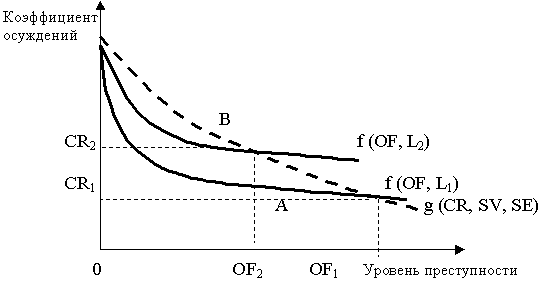 Коэффициент
осуждений
B
CR2
f (OF, L2)
CR1
f (OF, L1)
A
g (CR, SV, SE)
0
OF2
OF1
Уровень преступности